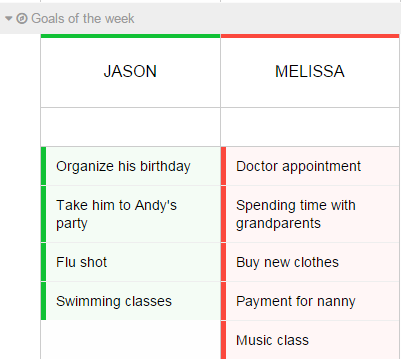 Goals of the week
JASON
MELISSA
Organize his birthday
Doctor appointment
Take him to Andy's
party
Spending time with
grandparents
Flu shot
Buy new clothes
Swimming classes
Payment for nanny
Music class